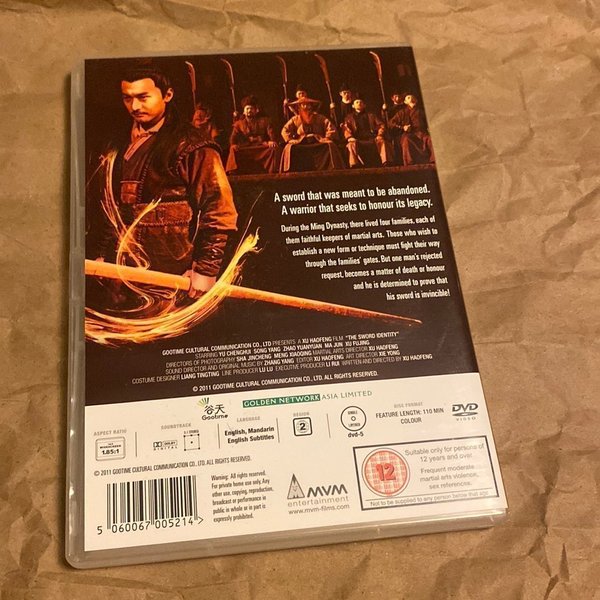 A sword that was meant to be abandoned.
A warrior that seeks to honour its legacy.
During the Ming Dynasty, there lived four families, each of
them faithful keepers of martial arts. Those who wish to
establish a new form or technique must fight their way
through the families' gates. But one man's rejected
request, becomes a matter of death or honour
and he is determined to prove that
his sword is invincible!
GOOTIME CULTURAL COMMUNICATION CO., LTD PRESENTS A XU HAOFENG FILM "THE SWORD IDENTITY"
STARRING YU CHENGHUI SONG YANG ZHAO YUANYUAN MA JUN XU FUJING
DIRECTORS OF PHOTOGRAPHY SHA JINCHENG MENG XIAOQING MARTIAL ARTS DIRECTOR XU HAOFENG
SOUND DIRECTOR AND ORIGINAL MUSIC BY ZHANG YANG EDITOR XU HAOFENG ART DIRECTOR XIE YONG
COSTUME DESIGNER LIANG TINGTING LINE PRODUCER LU LU EXECUTIVE PRODUCER LI RUI WRITTEN AND DIRECTED BY XU HAOFENG
© 2011 GOOTIME CULTURAL COMMUNICATION CO., LTD. ALL RIGHTS RESERVED.
谷天
Gootime
GOLDEN NETWORK ASIA LIMITED
ASPECT RATIO
WIDESCREEN
1.85:1
SOUNDTRACK
DOLBY
DIGITAL
LANGUAGE
English, Mandarin
English Subtitles
REGION
2
SINGLE
LAYERED
dvd-5
DISC FORMAT
FEATURE LENGTH: 110 MIN
COLOUR
DVD
VIDEO
© 2011 GOOTIME CULTURAL COMMUNICATION CO., LTD. ALL RIGHTS RESERVED.
5 060067 005214 >
Warning: All rights reserved.
For private home use only. Any
other use, copying, reproduction,
broadcast or performance in
public in whole or in part is
expressly prohibited.
MVM
entertainment
www.mvm-films.com
12
Suitable only for persons of
12 years and over.
Frequent moderate
martial arts violence,
sex references.
Not to be supplied to any person below that age